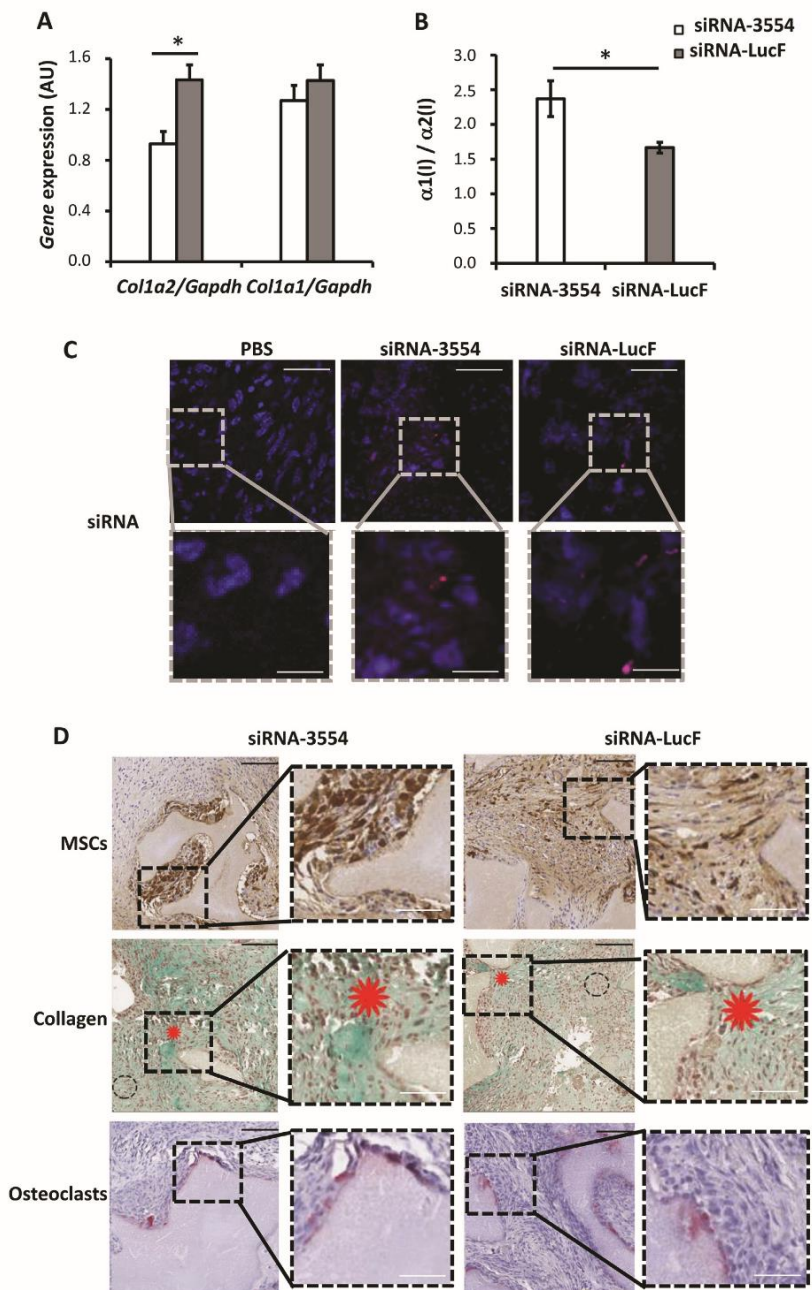 A
*
1.6
1.2
0.8
0.4
0.0
Gene expression (AU)
Col1a2/Gapdh Col1a1/Gapdh
B
siRNA-3554
siRNA-LucF
*
3.0
2.5
2.0
1.5
1.0
0.5
0.0
α1(I) / α2(I)
siRNA-3554 siRNA-LucF
C
PBS siRNA-3554 siRNA-LucF
siRNA
D
siRNA-3554 siRNA-LucF
MSCs
Collagen
Osteoclasts